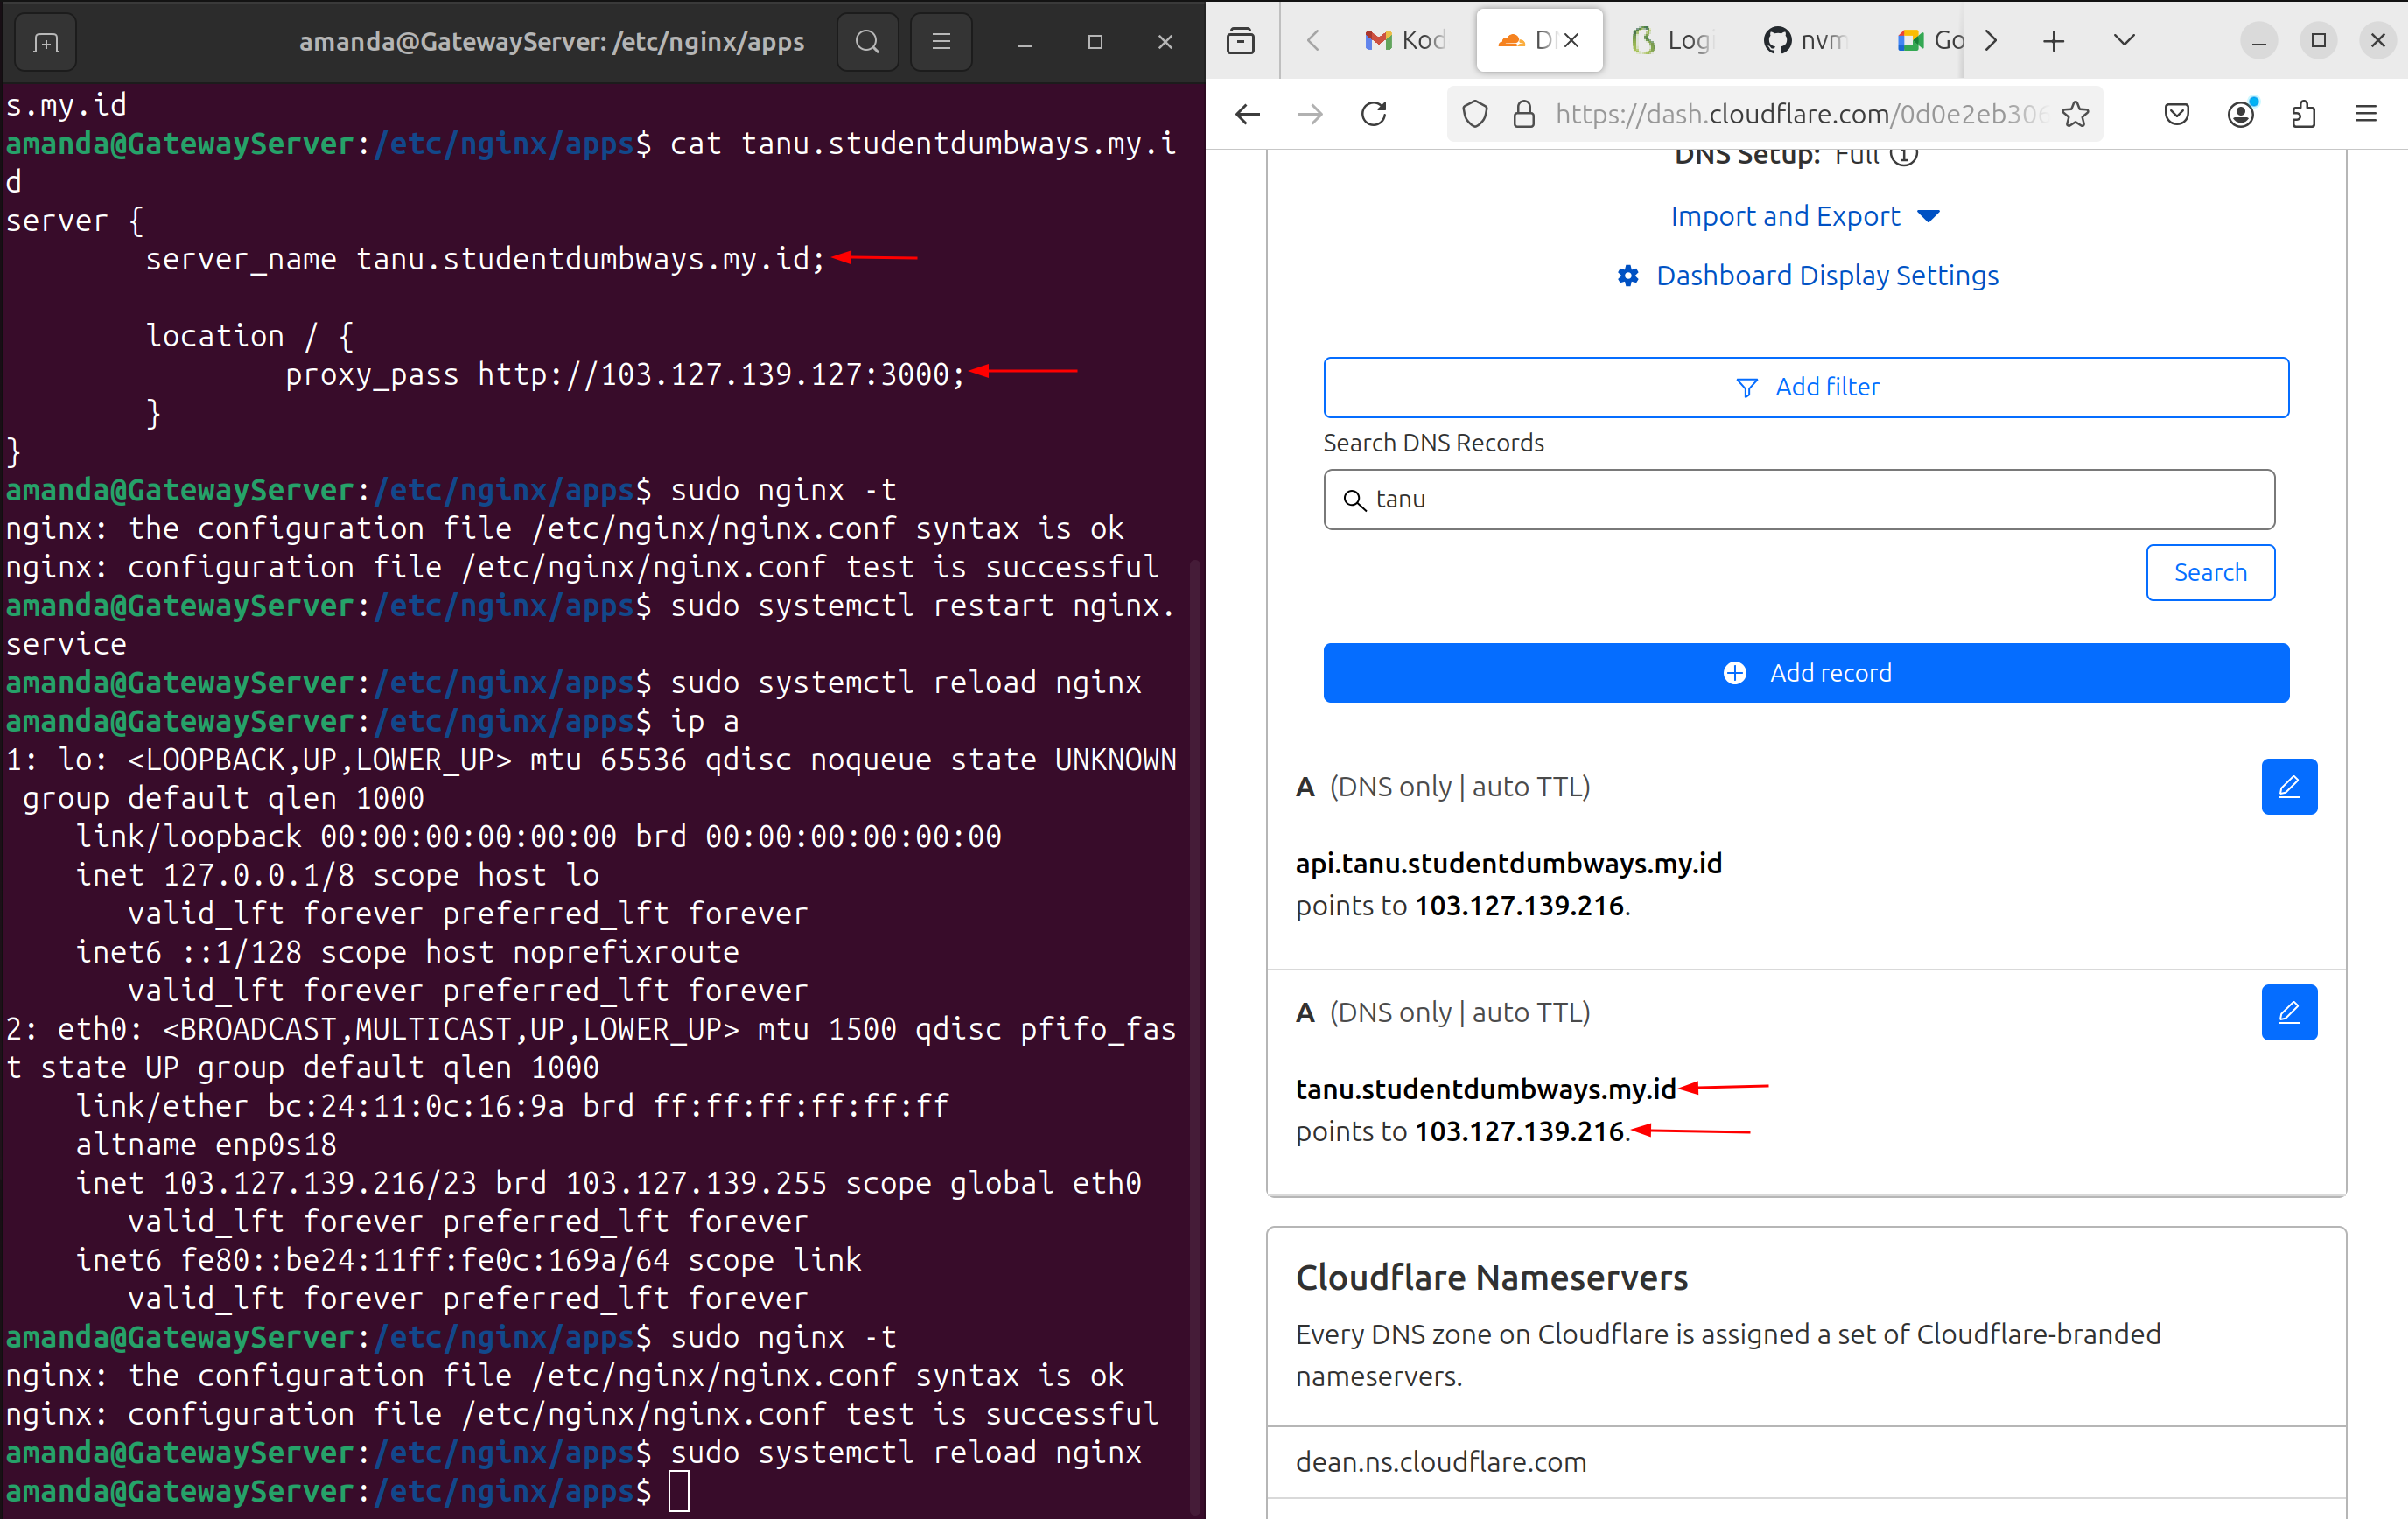 amanda@GatewayServer: /etc/nginx/apps
s.my.id
amanda@GatewayServer:/etc/nginx/apps$ cat tanu.studentdumbways.my.i
d
server {
        server_name tanu.studentdumbways.my.id;
        location / {
                proxy_pass http://103.127.139.127:3000;
        }
}
amanda@GatewayServer:/etc/nginx/apps$ sudo nginx -t
nginx: the configuration file /etc/nginx/nginx.conf syntax is ok
nginx: configuration file /etc/nginx/nginx.conf test is successful
amanda@GatewayServer:/etc/nginx/apps$ sudo systemctl restart nginx.
service
amanda@GatewayServer:/etc/nginx/apps$ sudo systemctl reload nginx
amanda@GatewayServer:/etc/nginx/apps$ ip a
1: lo: <LOOPBACK,UP,LOWER_UP> mtu 65536 qdisc noqueue state UNKNOWN
 group default qlen 1000
    link/loopback 00:00:00:00:00:00 brd 00:00:00:00:00:00
    inet 127.0.0.1/8 scope host lo
       valid_lft forever preferred_lft forever
    inet6 ::1/128 scope host noprefixroute
       valid_lft forever preferred_lft forever
2: eth0: <BROADCAST,MULTICAST,UP,LOWER_UP> mtu 1500 qdisc pfifo_fas
t state UP group default qlen 1000
    link/ether bc:24:11:0c:16:9a brd ff:ff:ff:ff:ff:ff
    altname enp0s18
    inet 103.127.139.216/23 brd 103.127.139.255 scope global eth0
       valid_lft forever preferred_lft forever
    inet6 fe80::be24:11ff:fe0c:169a/64 scope link
       valid_lft forever preferred_lft forever
amanda@GatewayServer:/etc/nginx/apps$ sudo nginx -t
nginx: the configuration file /etc/nginx/nginx.conf syntax is ok
nginx: configuration file /etc/nginx/nginx.conf test is successful
amanda@GatewayServer:/etc/nginx/apps$ sudo systemctl reload nginx
amanda@GatewayServer:/etc/nginx/apps$
Kod
D
Logi
nvm
Go
https://dash.cloudflare.com/0d0e2eb306
DNS Setup: Full
Import and Export
Dashboard Display Settings
Add filter
Search DNS Records
tanu
Search
Add record
A (DNS only | auto TTL)
api.tanu.studentdumbways.my.id
points to 103.127.139.216.
A (DNS only | auto TTL)
tanu.studentdumbways.my.id
points to 103.127.139.216.
Cloudflare Nameservers
Every DNS zone on Cloudflare is assigned a set of Cloudflare-branded
nameservers.
dean.ns.cloudflare.com